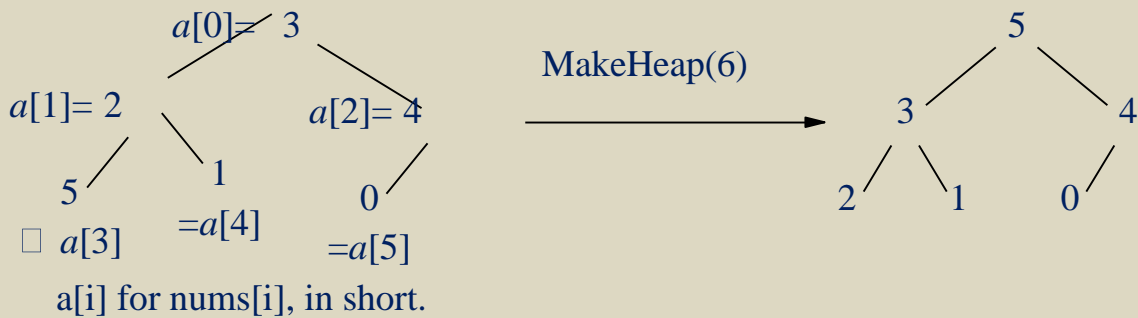 a[0]= 3
5
MakeHeap(6)
a[1]= 2
a[2]= 4
3
4
5
1
0
2
1
0
□ a[3]
=a[4]
=a[5]
a[i] for nums[i], in short.